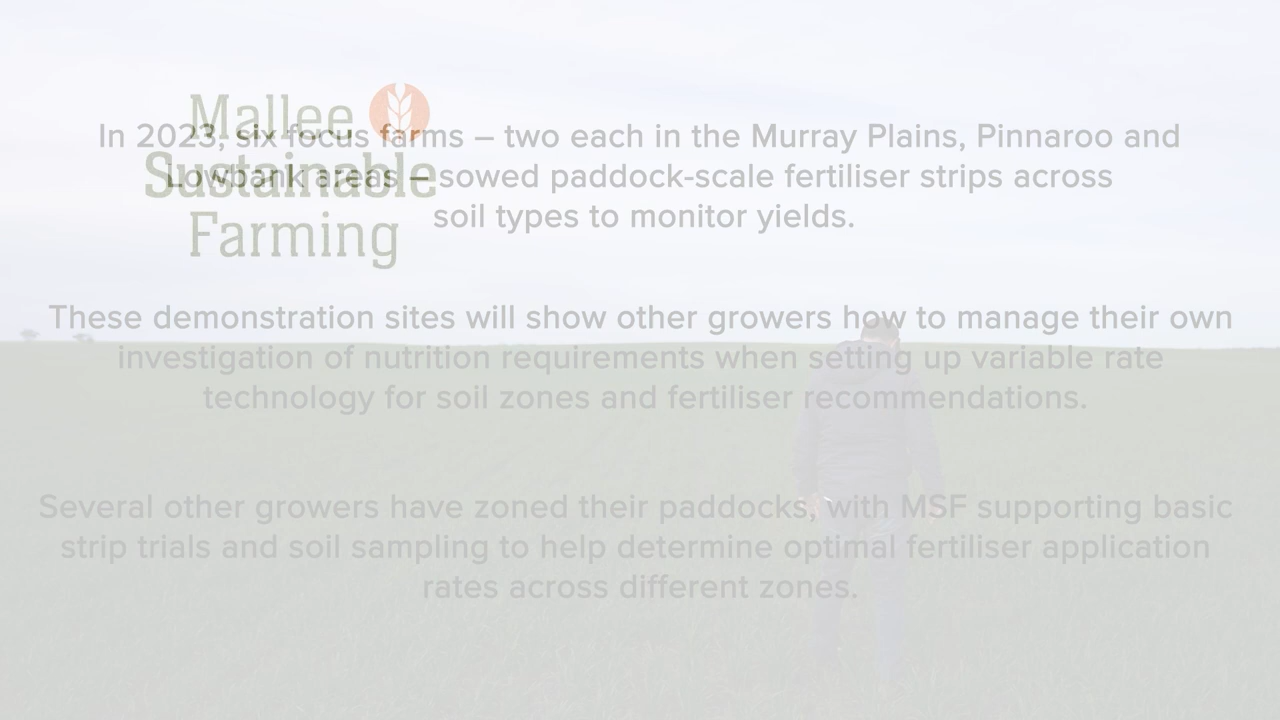 Mallee
Sustainable
Farming
In 2023, six focus farms – two each in the Murray Plains, Pinnaroo and
Lowbank areas – sowed paddock-scale fertiliser strips across
soil types to monitor yields.
These demonstration sites will show other growers how to manage their own
investigation of nutrition requirements when setting up variable rate
technology for soil zones and fertiliser recommendations.
Several other growers have zoned their paddocks, with MSF supporting basic
strip trials and soil sampling to help determine optimal fertiliser application
rates across different zones.